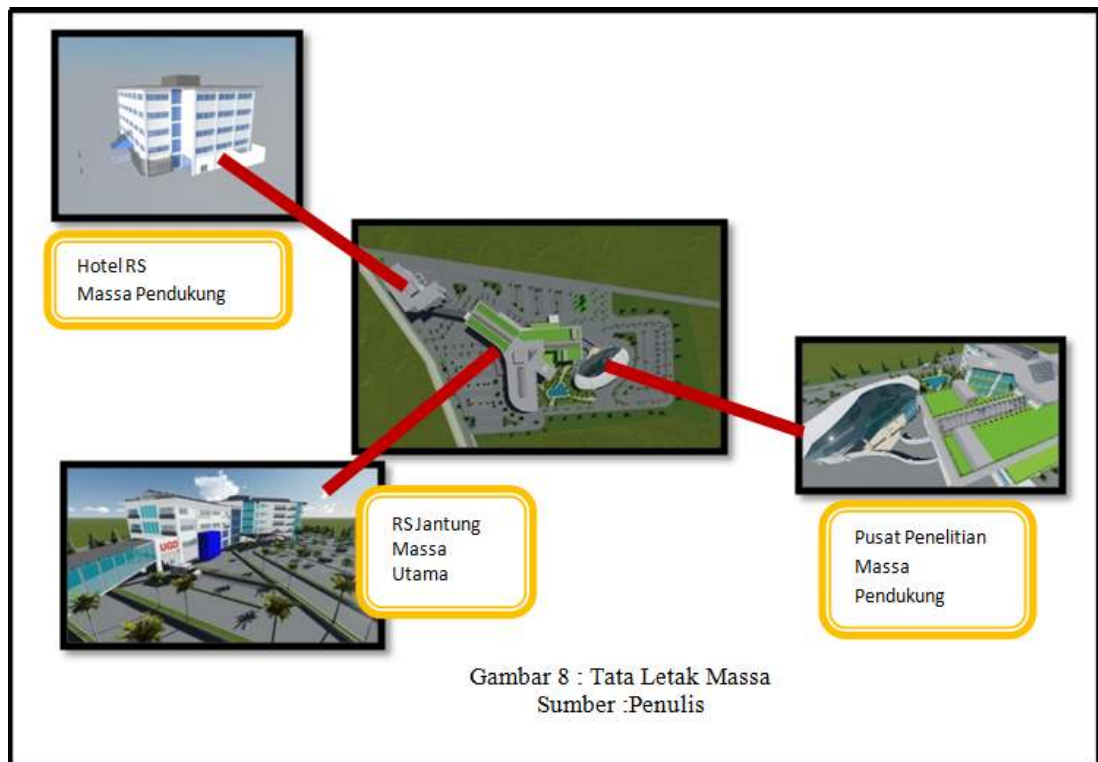 Hotel RS
Massa Pendukung
UGD
RS Jantung
Massa
Utama
Pusat Penelitian
Massa
Pendukung
Gambar 8 : Tata Letak Massa
Sumber :Penulis